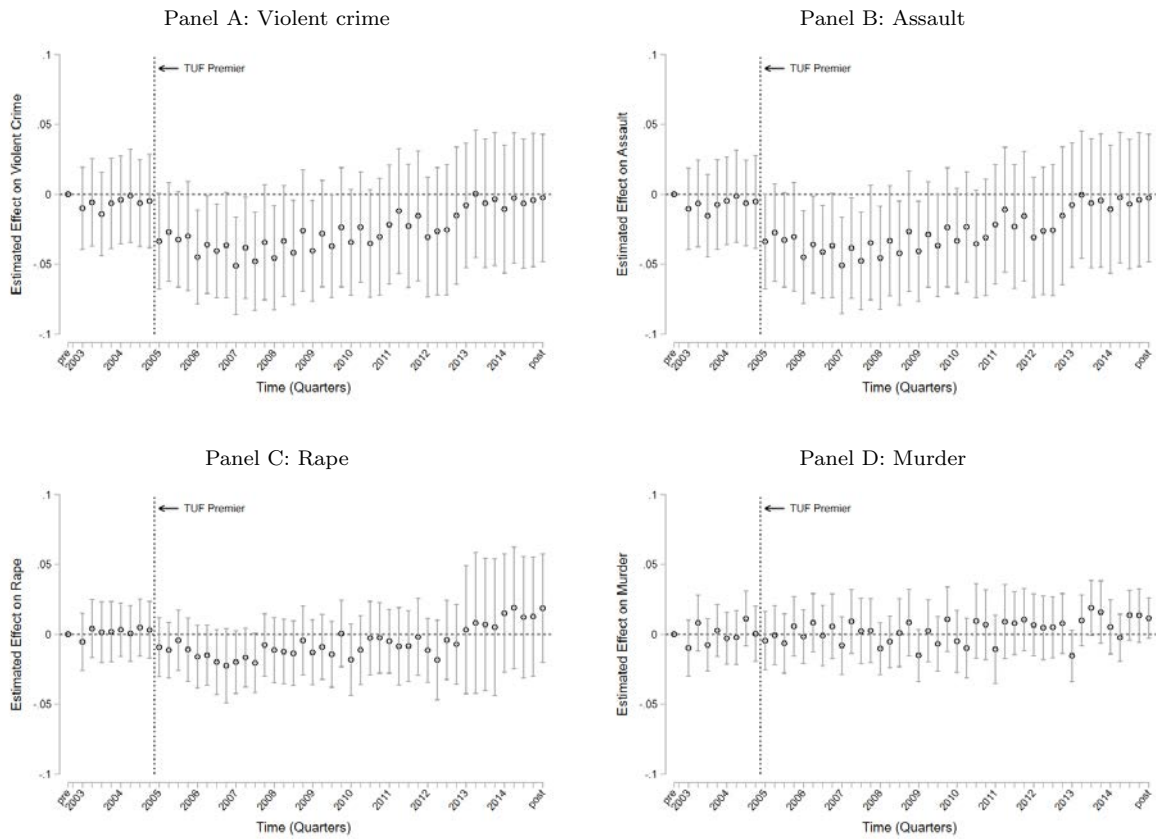 Panel A: Violent crime
Estimated Effect on Violent Crime
.1
.05
0
-.05
-.1
TUF Premier
pre 2003 2004 2005 2006 2007 2008 2009 2010 2011 2012 2013 2014 post
Time (Quarters)
Panel B: Assault
Estimated Effect on Assault
.1
.05
0
-.05
-.1
TUF Premier
pre 2003 2004 2005 2006 2007 2008 2009 2010 2011 2012 2013 2014 post
Time (Quarters)
Panel C: Rape
Estimated Effect on Rape
.1
.05
0
-.05
-.1
TUF Premier
pre 2003 2004 2005 2006 2007 2008 2009 2010 2011 2012 2013 2014 post
Time (Quarters)
Panel D: Murder
Estimated Effect on Murder
.1
.05
0
-.05
-.1
TUF Premier
pre 2003 2004 2005 2006 2007 2008 2009 2010 2011 2012 2013 2014 post
Time (Quarters)